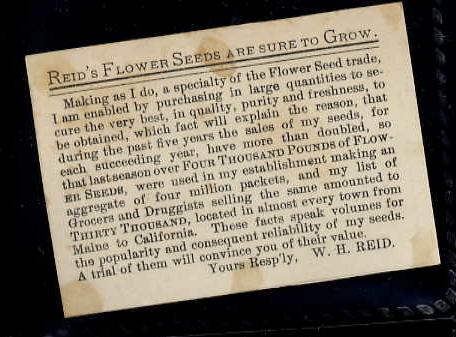 REID'S FLOWER SEEDS ARE SURE TO GROW.
Making as I do, a specialty of the Flower Seed trade,
I am enabled by purchasing in large quantities to se-
cure the very best, in quality, purity and freshness, to
be obtained, which fact will explain the reason, that
during the past five years the sales of my seeds, for
each succeeding year, have more than doubled, so
that last season over FOUR THOUSAND POUNDS of FLOW-
ER SEEDS, were used in my establishment making an
aggregate of four million packets, and my list of
Grocers and Druggists selling the same amounted to
THIRTY THOUSAND, located in almost every town from
Maine to California. These facts speak volumes for
the popularity and consequent reliability of my seeds.
A trial of them will convince you of their value.
Yours Resp'ly, W. H. REID.